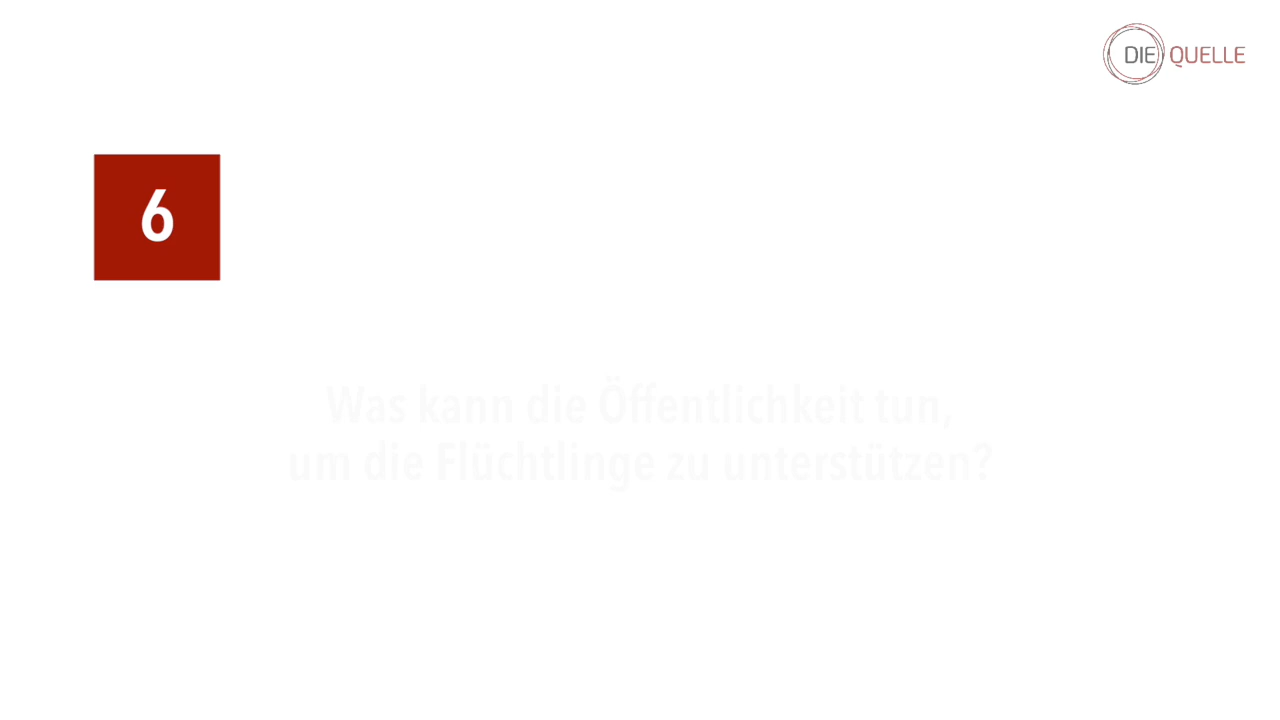 DIE QUELLE
6
Was kann die Öffentlichkeit tun,
um die Flüchtlinge zu unterstützen?